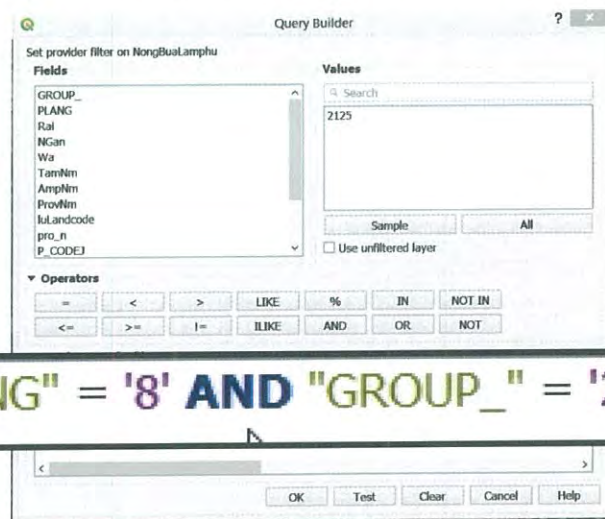 Query Builder
? ×
Set provider filter on NongBuaLamphu
Fields
GROUP_
PLANG
Rai
NGan
Wa
TamNm
AmpNm
ProvNm
luLandcode
pro_n
P_CODEJ
Values
Search
2125
Sample All
Use unfiltered layer
Operators
= < > LIKE % IN NOT IN
<= >= != ILIKE AND OR NOT
NG" = '8' AND "GROUP_" = '
OK Test Clear Cancel Help